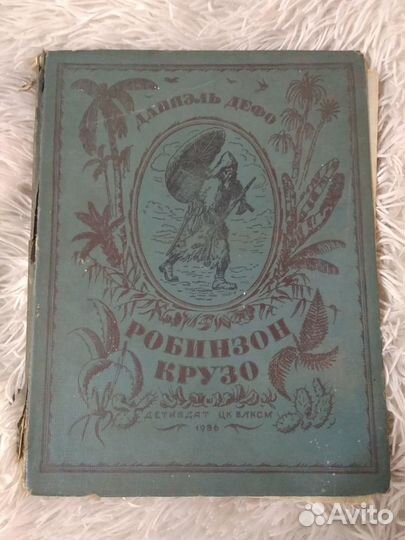 ДАНИЭЛЬ ДЕФО
РОБИНЗОН
КРУЗО
ДЕТИЗДАТ ЦК ВЛКСМ
1936
Avito